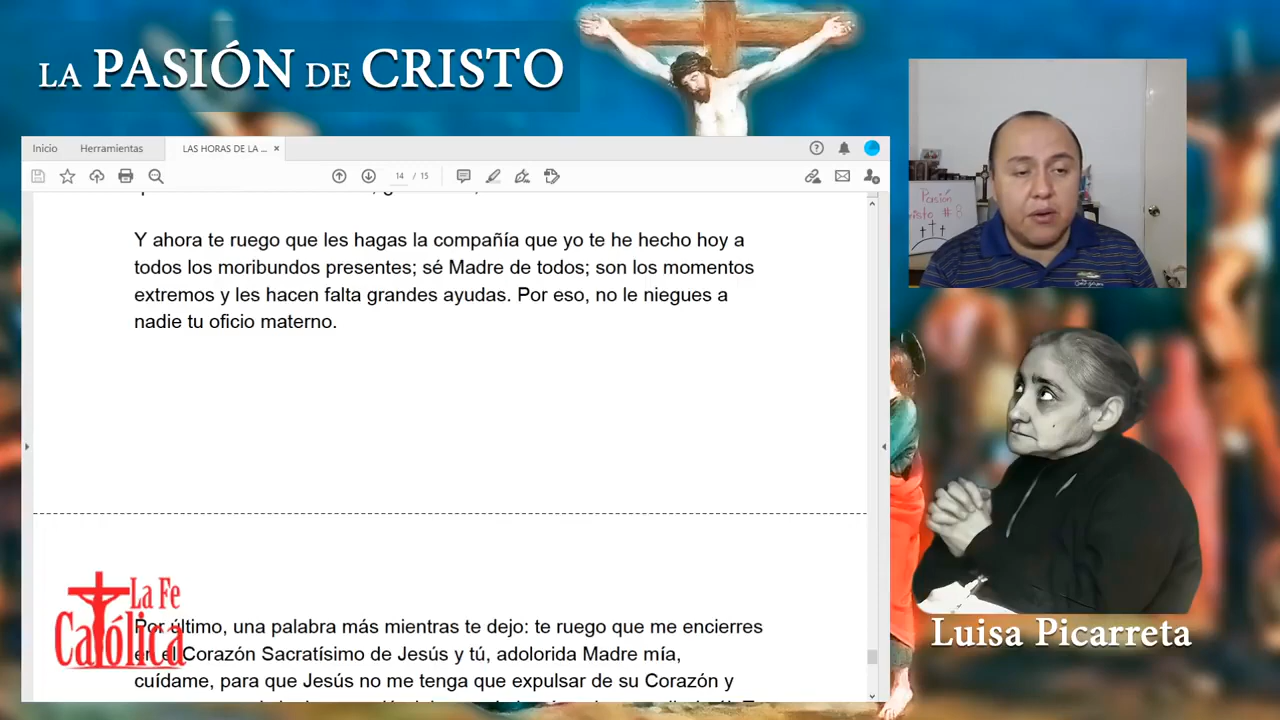 LA PASIÓN DE CRISTO
Inicio
Herramientas
LAS HORAS DE LA ...
14 / 15
Y ahora te ruego que les hagas la compañía que yo te he hecho hoy a
todos los moribundos presentes; sé Madre de todos; son los momentos
extremos y les hacen falta grandes ayudas. Por eso, no le niegues a
nadie tu oficio materno.
Por último, una palabra más mientras te dejo: te ruego que me encierres
en el Corazón Sacratísimo de Jesús y tú, adolorida Madre mía,
cuídame, para que Jesús no me tenga que expulsar de su Corazón y
La Fe
Católica
Pasión
isto # 8
Luisa Picarreta